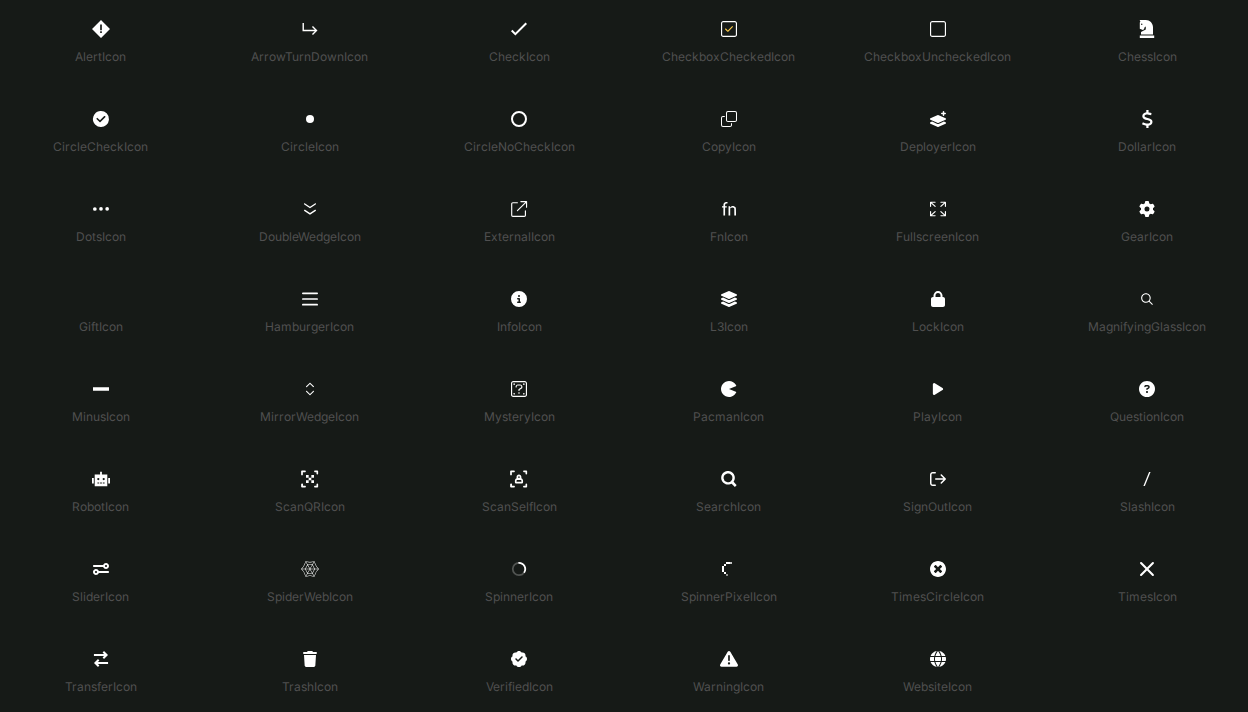 AlertIcon ArrowTurnDownIcon CheckIcon CheckboxCheckedIcon CheckboxUncheckedIcon ChessIcon
CircleCheckIcon CircleIcon CircleNoCheckIcon CopyIcon DeployerIcon DollarIcon
fn
DotsIcon DoubleWedgeIcon ExternalIcon FnIcon FullscreenIcon GearIcon
GiftIcon HamburgerIcon InfoIcon L3Icon LockIcon MagnifyingGlassIcon
MinusIcon MirrorWedgeIcon MysteryIcon PacmanIcon PlayIcon QuestionIcon
RobotIcon ScanQRIcon ScanSelfIcon SearchIcon SignOutIcon SlashIcon
SliderIcon SpiderWebIcon SpinnerIcon SpinnerPixelIcon TimesCircleIcon TimesIcon
TransferIcon TrashIcon VerifiedIcon WarningIcon WebsiteIcon